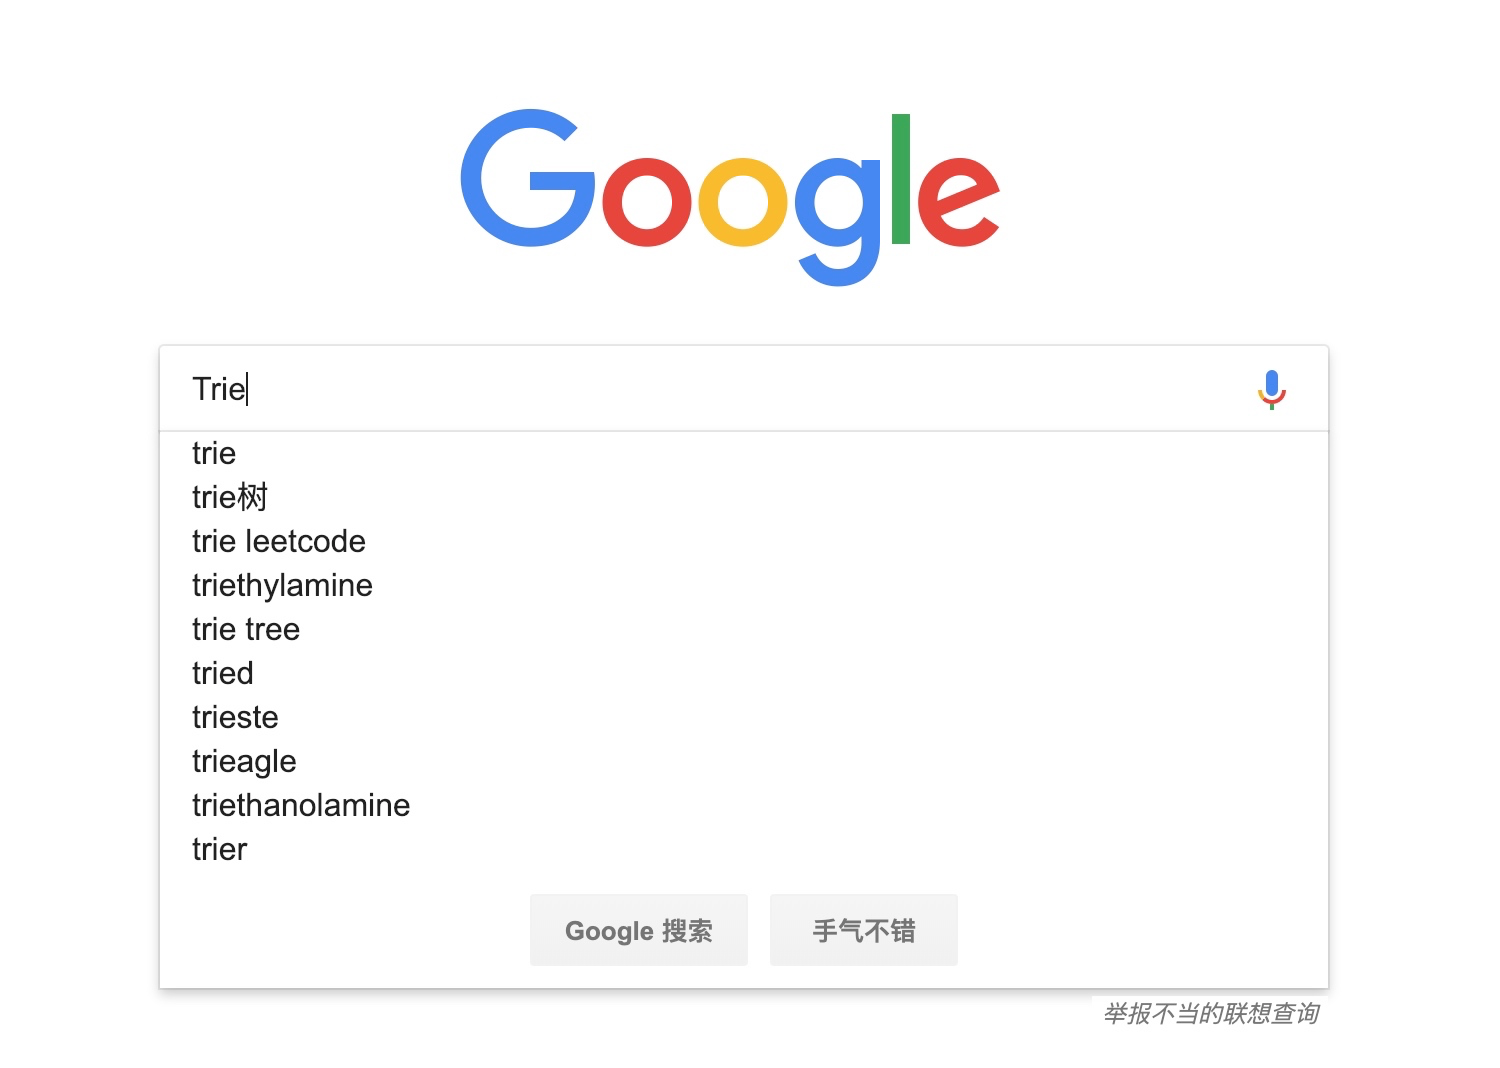 Google
Trie
trie
trie树
trie leetcode
triethylamine
trie tree
tried
trieste
trieagle
triethanolamine
trier
Google 搜索
手气不错
举报不当的联想查询